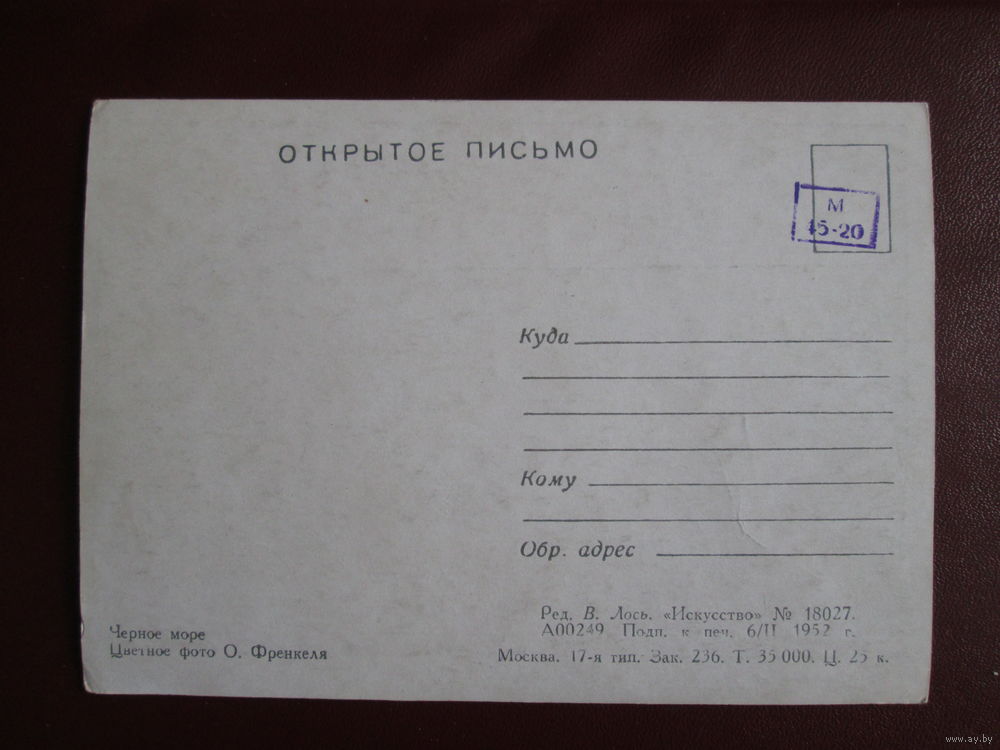 ОТКРЫТОЕ ПИСЬМО
М
15-20
Куда
Кому
Обр. адрес
Черное море
Цветное фото О. Френкеля
Ред. В. Лось. «Искусство» № 18027.
А00249 Подп. к печ. 6/II 1952 г.
Москва. 17-я тип. Зак. 236. Т. 35 000. Ц. 25 к.
www.ay.by